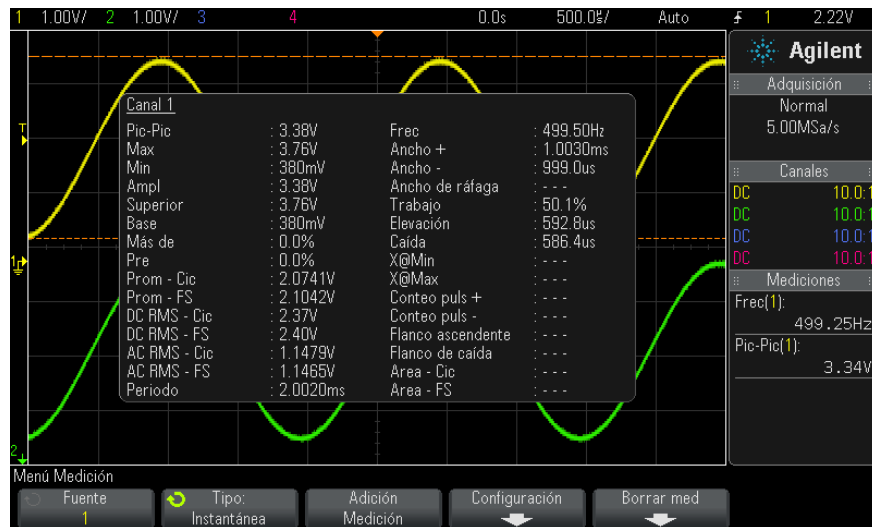 1 1.00V/ 2 1.00V/ 3 4 0.0s 500.0s/ Auto 1 2.22V
Agilent
Adquisición
Normal
5.00MSa/s
Canales
DC 10.0:1
DC 10.0:1
DC 10.0:1
DC 10.0:1
Mediciones
Frec(1):
499.25Hz
Pic-Pic(1):
3.34V
T
1
2
Canal 1
Pic-Pic : 3.38V Frec : 499.50Hz
Max : 3.76V Ancho + : 1.0030ms
Min : 380mV Ancho - : 999.0us
Ampl : 3.38V Ancho de ráfaga : - - -
Superior : 3.76V Trabajo : 50.1%
Base : 380mV Elevación : 592.8us
Más de : 0.0% Caída : 586.4us
Pre : 0.0% X@Min : - - -
Prom - Cic : 2.0741V X@Max : - - -
Prom - FS : 2.1042V Conteo puls + : - - -
DC RMS - Cic : 2.37V Conteo puls - : - - -
DC RMS - FS : 2.40V Flanco ascendente : - - -
AC RMS - Cic : 1.1479V Flanco de caída : - - -
AC RMS - FS : 1.1465V Area - Cic : - - -
Periodo : 2.0020ms Area - FS : - - -
Menú Medición
Fuente
1
Tipo:
Instantánea
Adición
Medición
Configuración
Borrar med